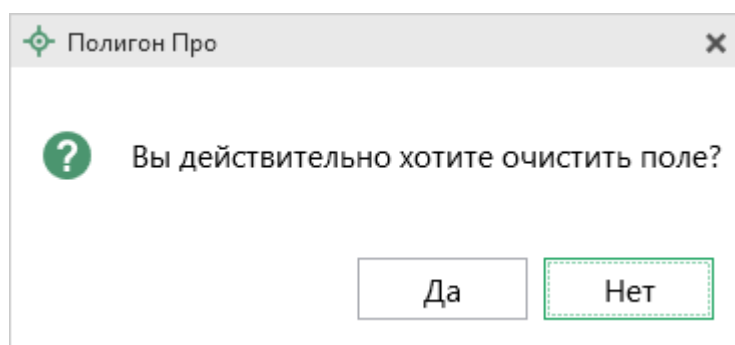 Полигон Про
Вы действительно хотите очистить поле?
Да
Нет